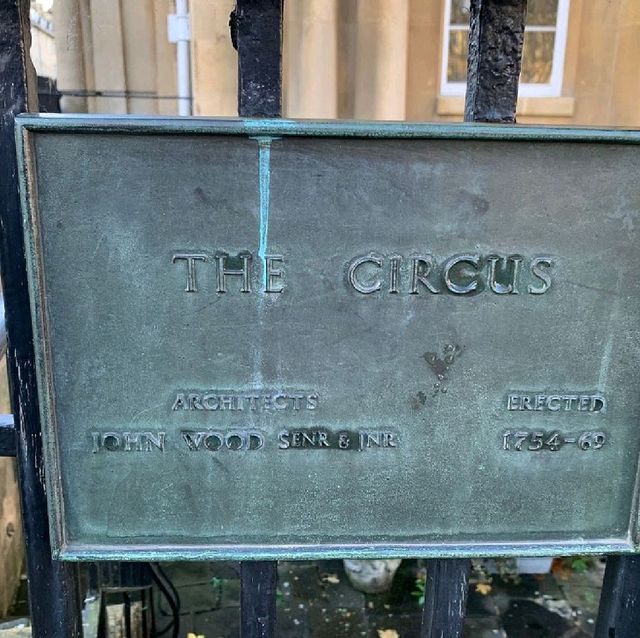 THE CIRCUS
ARCHITECTS
JOHN WOOD SENR & JNR
ERECTED
1754-69